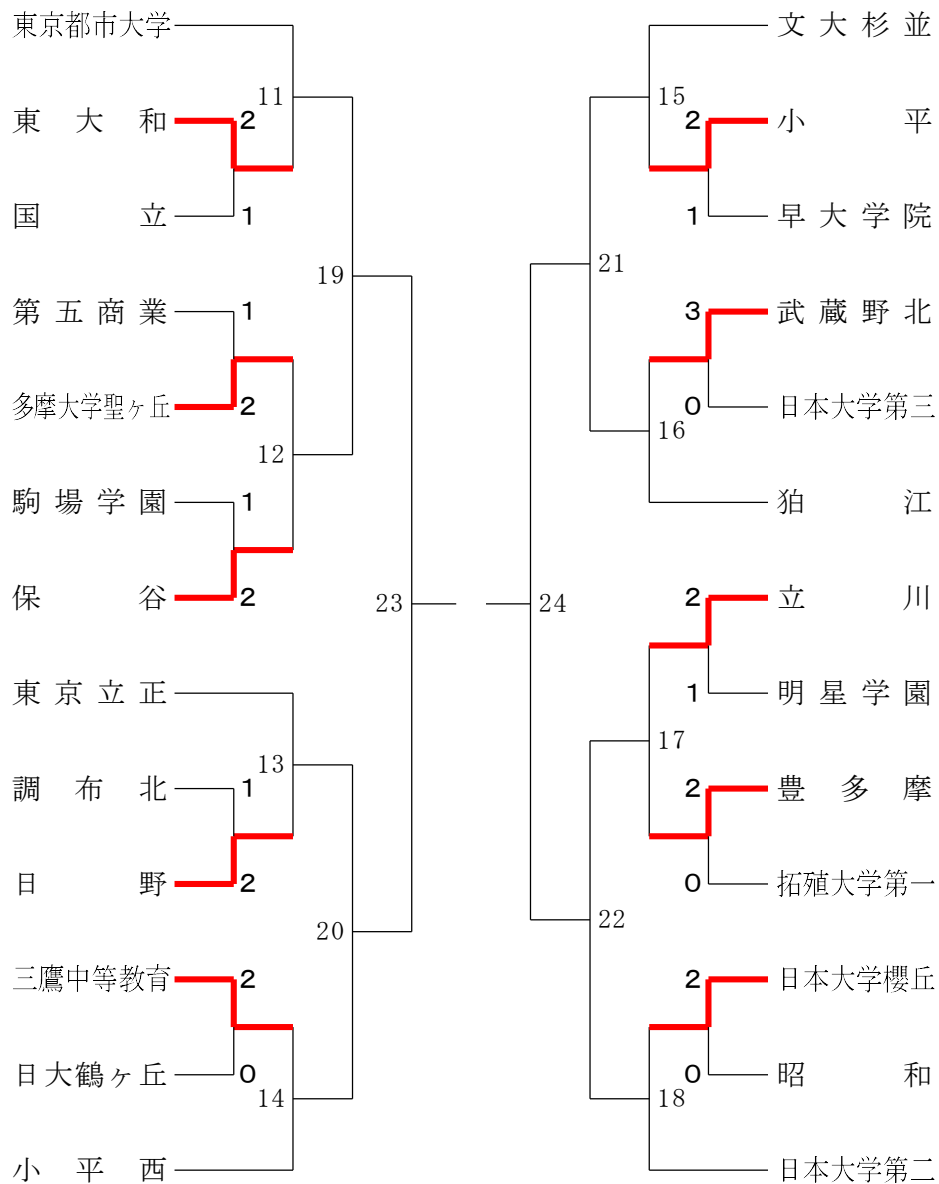 東京都市大学
文大杉並
11
15
東大和
2
2
小平
国立
1
1
早大学院
19
21
第五商業
1
3
武蔵野北
多摩大学聖ヶ丘
2
0
日本大学第三
12
16
駒場学園
1
狛江
保谷
2
23
24
2
立川
東京立正
1
明星学園
13
17
調布北
1
2
豊多摩
日野
2
0
拓殖大学第一
20
22
三鷹中等教育
2
2
日本大学櫻丘
日大鶴ヶ丘
0
0
昭和
14
18
小平西
日本大学第二